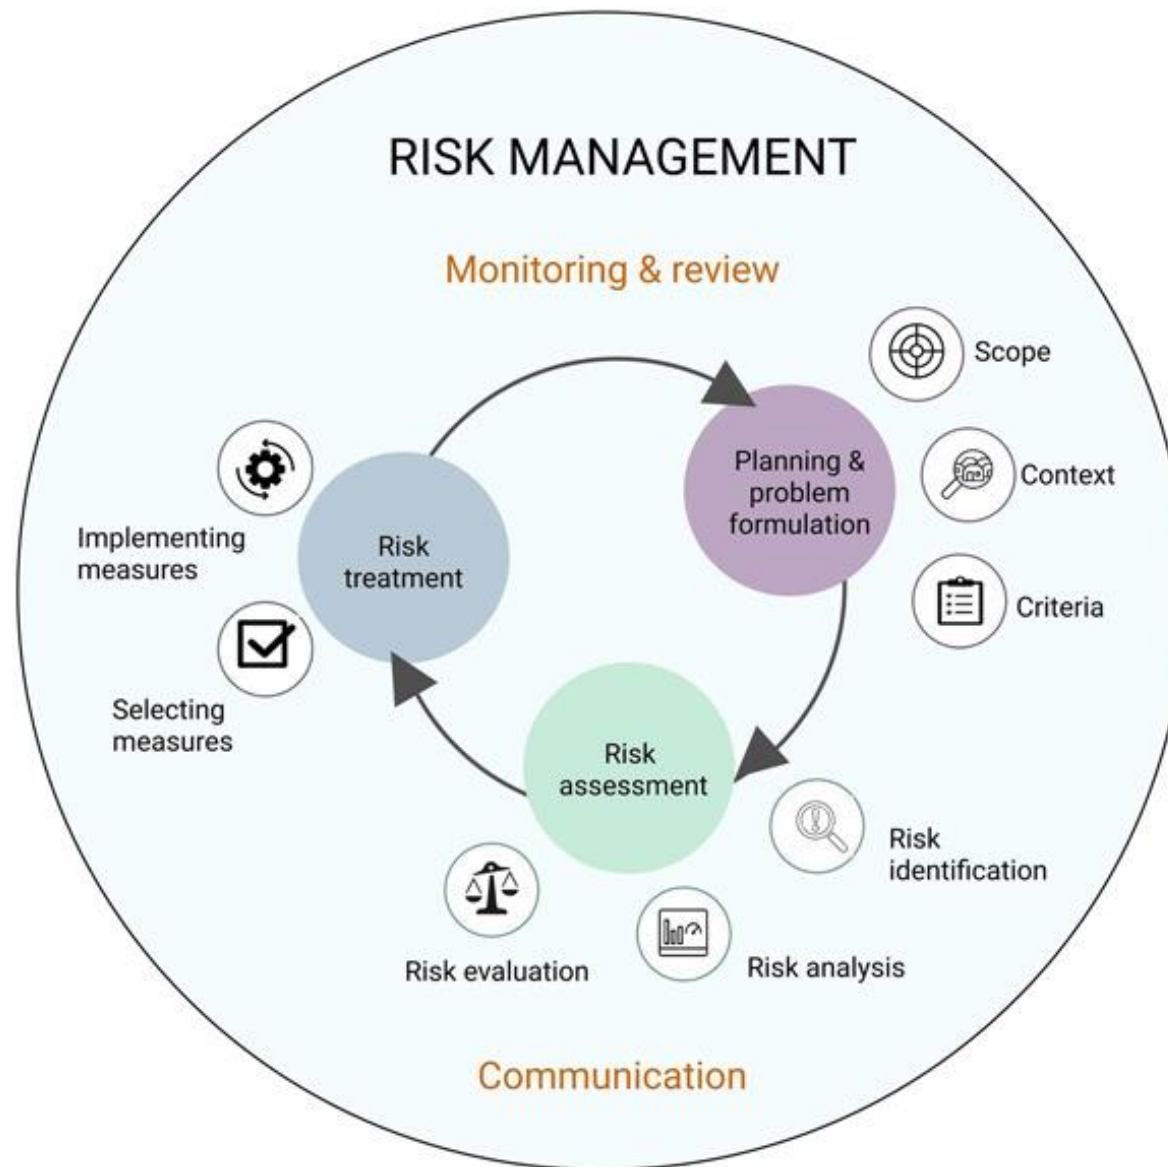 RISK MANAGEMENT
Monitoring & review
Scope
Context
Criteria
Planning &
problem
formulation
Risk
treatment
Implementing
measures
Selecting
measures
Risk
assessment
Risk
identification
Risk analysis
Risk evaluation
Communication